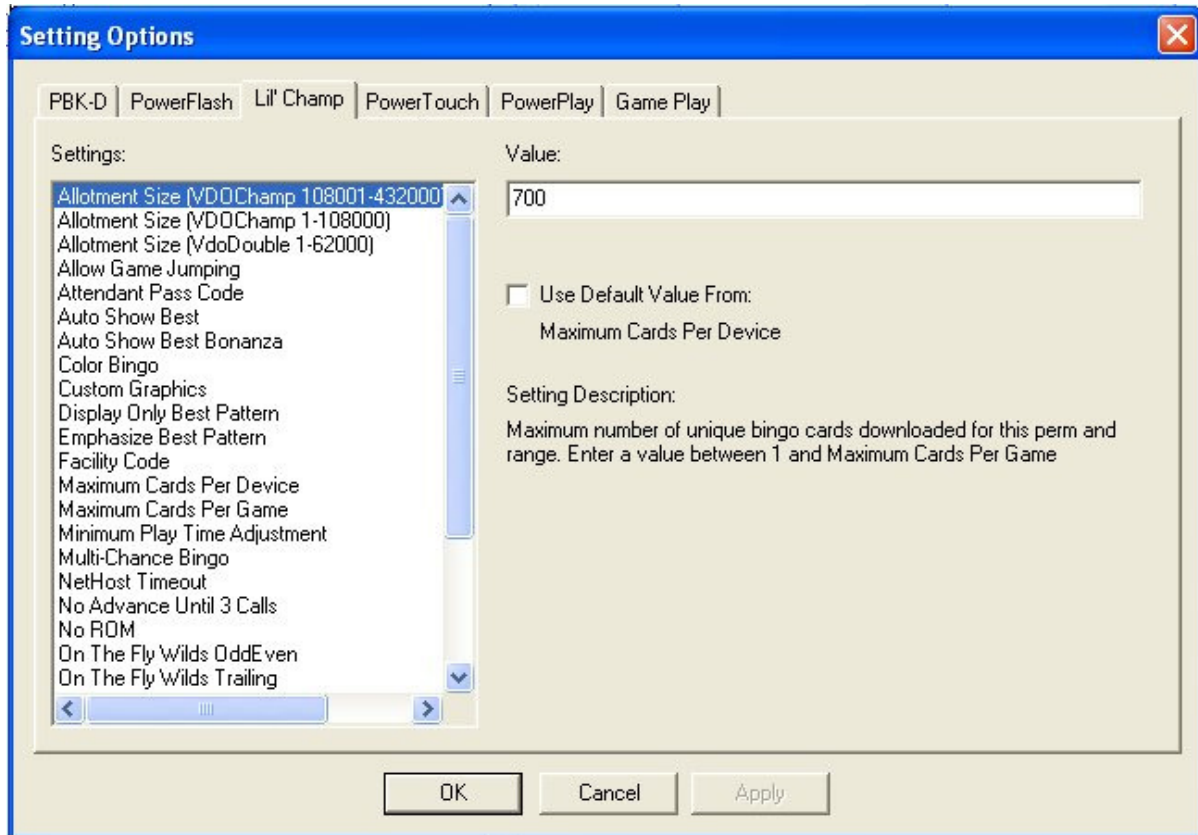 Setting Options
PBK-D
PowerFlash
Lil' Champ
PowerTouch
PowerPlay
Game Play
Settings:
Allotment Size (VDOChamp 108001-432000
Allotment Size (VDOChamp 1-108000)
Allotment Size (VdoDouble 1-62000)
Allow Game Jumping
Attendant Pass Code
Auto Show Best
Auto Show Best Bonanza
Color Bingo
Custom Graphics
Display Only Best Pattern
Emphasize Best Pattern
Facility Code
Maximum Cards Per Device
Maximum Cards Per Game
Minimum Play Time Adjustment
Multi-Chance Bingo
NetHost Timeout
No Advance Until 3 Calls
No ROM
On The Fly Wilds OddEven
On The Fly Wilds Trailing
Value:
700
Use Default Value From:
Maximum Cards Per Device
Setting Description:
Maximum number of unique bingo cards downloaded for this perm and
range. Enter a value between 1 and Maximum Cards Per Game
OK
Cancel
Apply